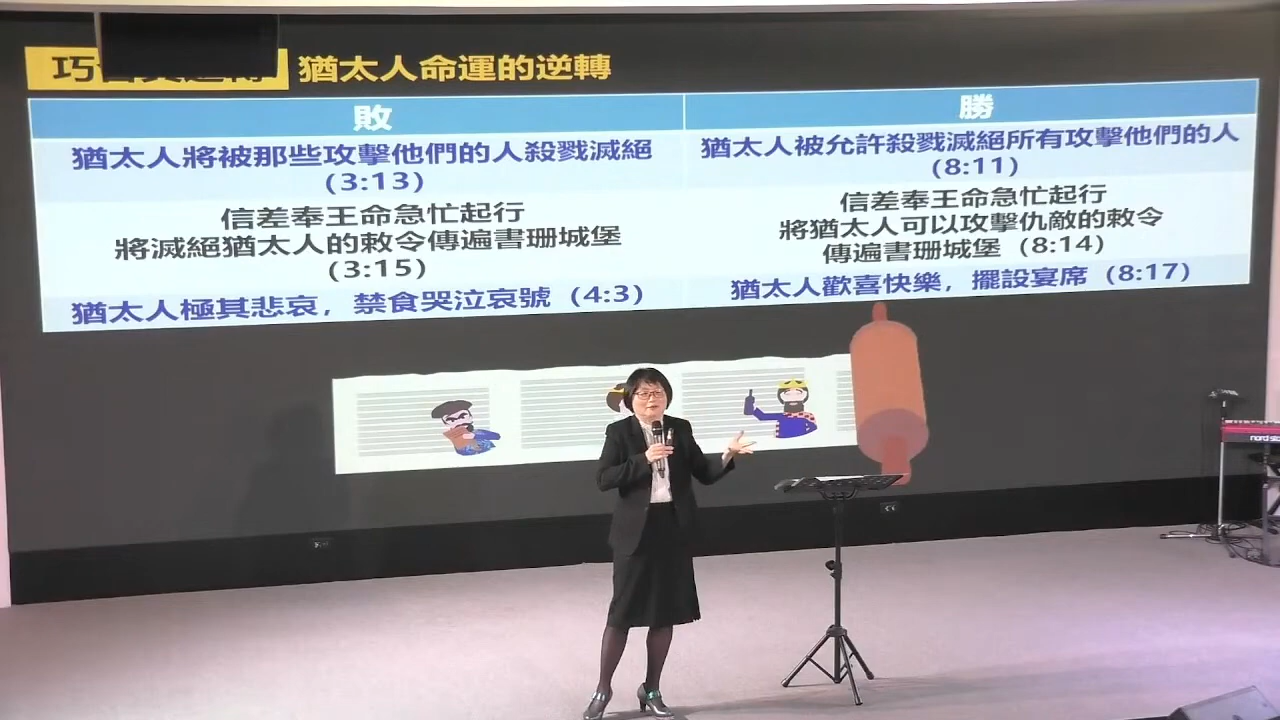 猶太人命運的逆轉
敗
勝
猶太人將被那些攻擊他們的人殺戮滅絕
(3:13)
猶太人被允許殺戮滅絕所有攻擊他們的人
(8:11)
信差奉王命急忙起行
將滅絕猶太人的敕令傳遍書珊城堡
(3:15)
信差奉王命急忙起行
將猶太人可以攻擊仇敵的敕令
傳遍書珊城堡 (8:14)
猶太人極其悲哀，禁食哭泣哀號 (4:3)
猶太人歡喜快樂，擺設宴席 (8:17)
nord